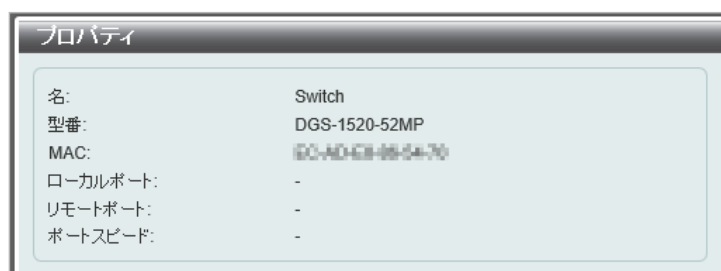 プロパティ
名: Switch
型番: DGS-1520-52MP
MAC:
ローカルポート: -
リモートポート: -
ポートスピード: -